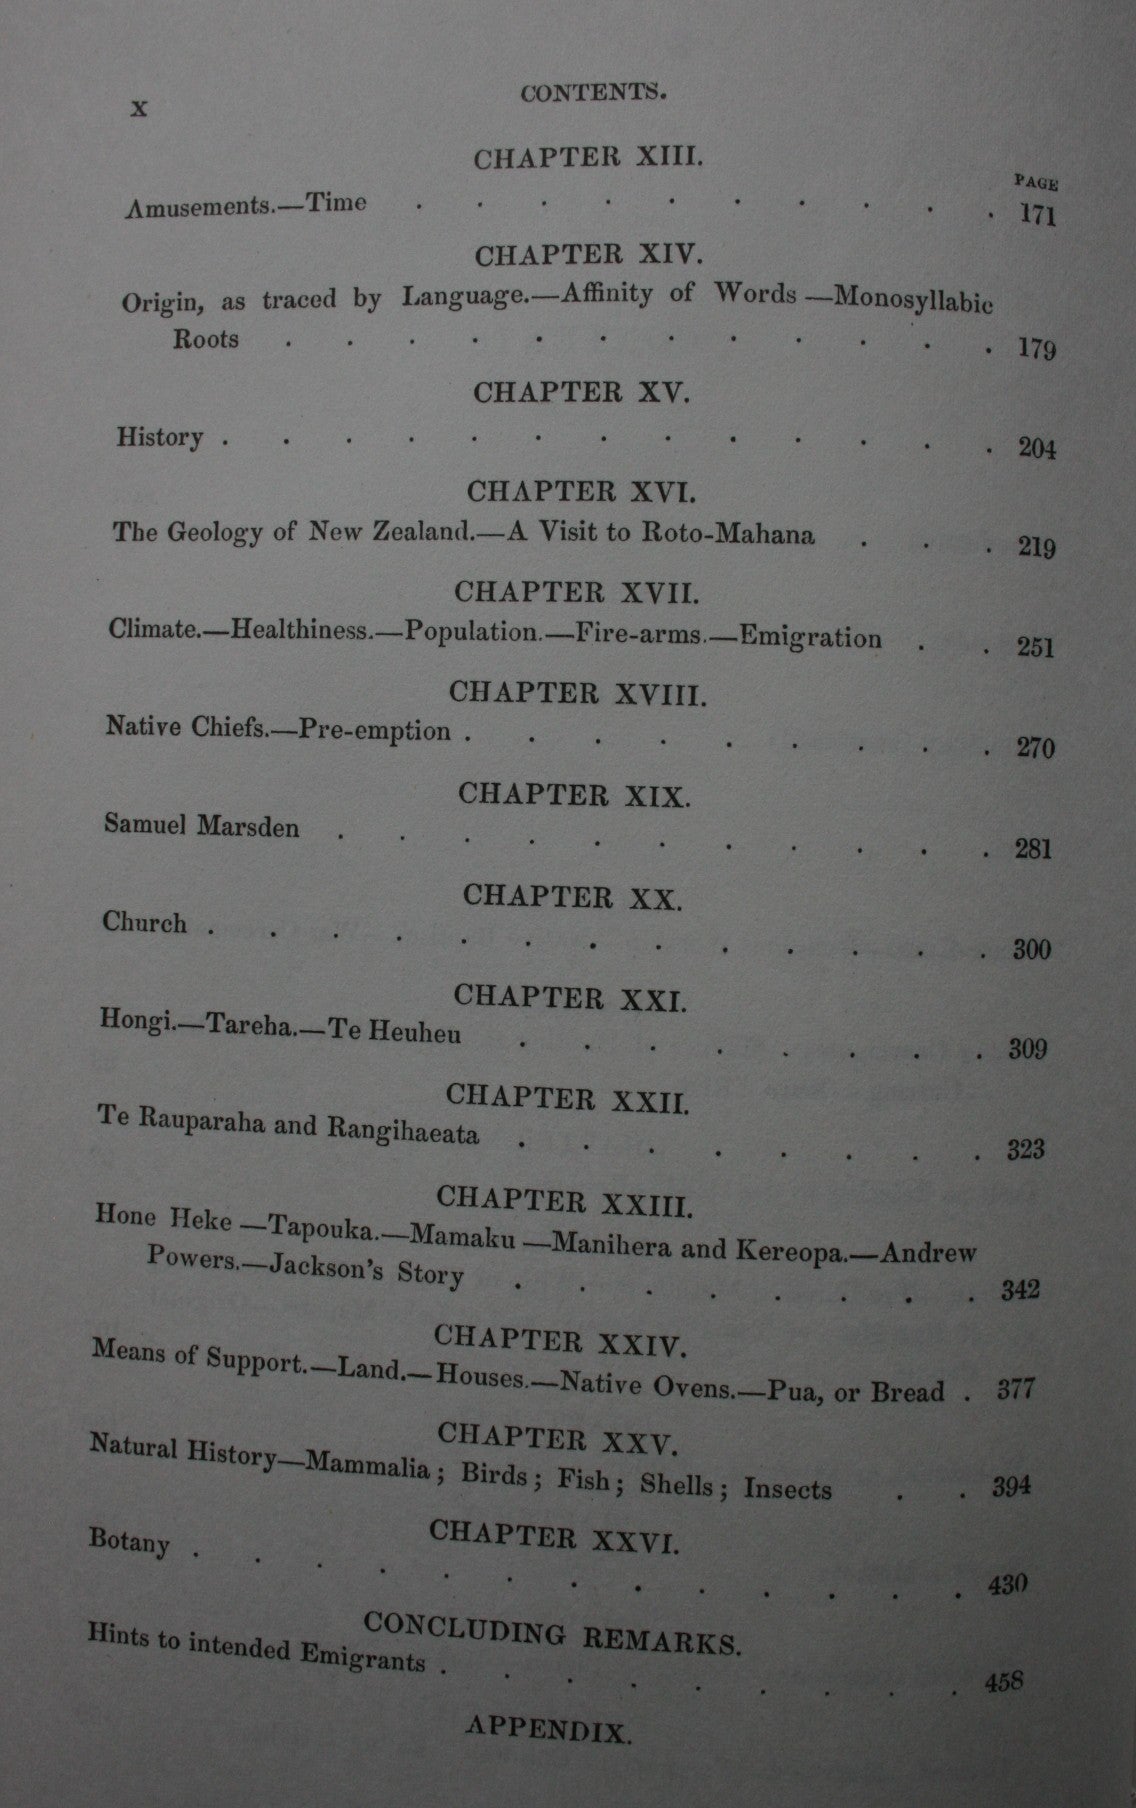 x CONTENTS.
CHAPTER XIII.
PAGE
Amusements.—Time . . . . . . . . . . 171
CHAPTER XIV.
Origin, as traced by Language.—Affinity of Words —Monosyllabic
Roots . . . . . . . . . . . . 179
CHAPTER XV.
History . . . . . . . . . . . . . 204
CHAPTER XVI.
The Geology of New Zealand.—A Visit to Roto-Mahana . . . 219
CHAPTER XVII.
Climate.—Healthiness.—Population.—Fire-arms.—Emigration . . 251
CHAPTER XVIII.
Native Chiefs.—Pre-emption . . . . . . . . . 270
CHAPTER XIX.
Samuel Marsden . . . . . . . . . . . 281
CHAPTER XX.
Church . . . . . . . . . . . . . 300
CHAPTER XXI.
Hongi.—Tareha.—Te Heuheu . . . . . . . . 309
CHAPTER XXII.
Te Rauparaha and Rangihaeata . . . . . . . . 323
CHAPTER XXIII.
Hone Heke —Tapouka.—Mamaku —Manihera and Kereopa.—Andrew
Powers.—Jackson's Story . . . . . . . . 342
CHAPTER XXIV.
Means of Support.—Land.—Houses.—Native Ovens.—Pua, or Bread . 377
CHAPTER XXV.
Natural History—Mammalia; Birds; Fish; Shells; Insects . . 394
CHAPTER XXVI.
Botany . . . . . . . . . . . . . 430
CONCLUDING REMARKS.
Hints to intended Emigrants . . . . . . . . . 458
APPENDIX.